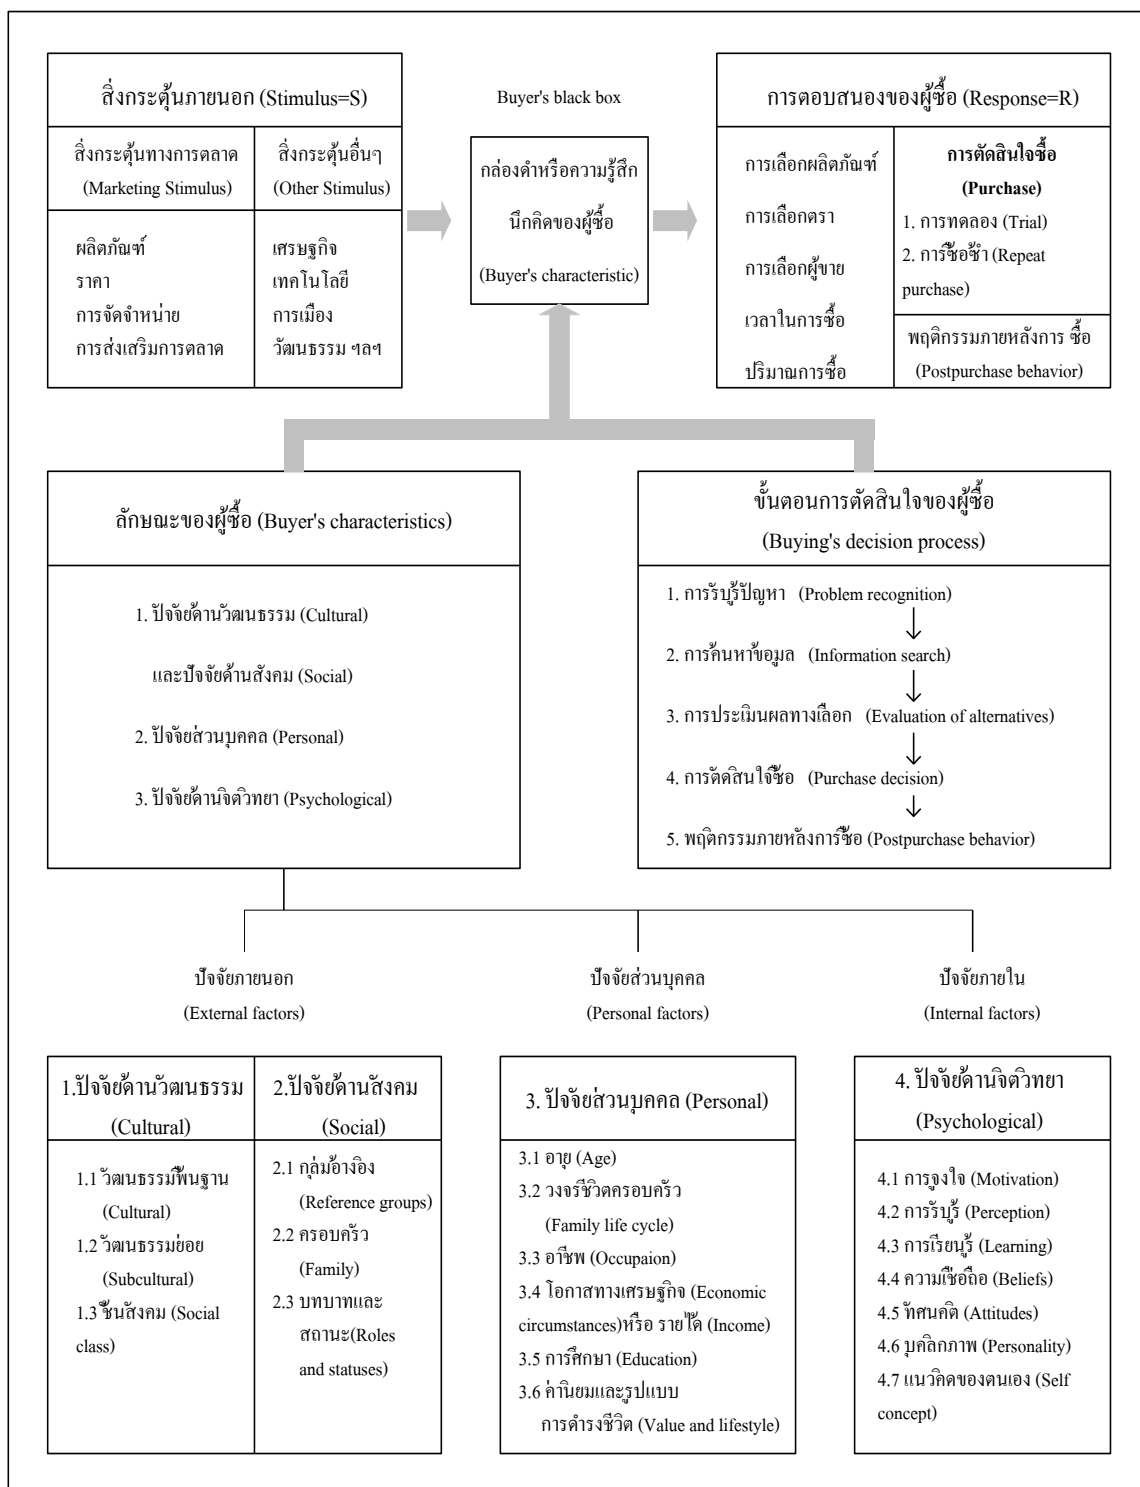 สิ่งกระตุ้นภายนอก (Stimulus=S)
สิ่งกระตุ้นทางการตลาด
(Marketing Stimulus)
สิ่งกระตุ้นอื่นๆ
(Other Stimulus)
ผลิตภัณฑ์
ราคา
การจัดจำหน่าย
การส่งเสริมการตลาด
เศรษฐกิจ
เทคโนโลยี
การเมือง
วัฒนธรรม ฯลฯ
Buyer's black box
กล่องดำหรือความรู้สึก
นึกคิดของผู้ซื้อ
(Buyer's characteristic)
การตอบสนองของผู้ซื้อ (Response=R)
การเลือกผลิตภัณฑ์
การเลือกตรา
การเลือกผู้ขาย
เวลาในการซื้อ
ปริมาณการซื้อ
การตัดสินใจซื้อ
(Purchase)
1. การทดลอง (Trial)
2. การซื้อซ้ำ (Repeat
purchase)
พฤติกรรมภายหลังการ ซื้อ
(Postpurchase behavior)
ลักษณะของผู้ซื้อ (Buyer's characteristics)
1. ปัจจัยด้านวัฒนธรรม (Cultural)
และปัจจัยด้านสังคม (Social)
2. ปัจจัยส่วนบุคคล (Personal)
3. ปัจจัยด้านจิตวิทยา (Psychological)
ขั้นตอนการตัดสินใจของผู้ซื้อ
(Buying's decision process)
1. การรับรู้ปัญหา (Problem recognition)
2. การค้นหาข้อมูล (Information search)
3. การประเมินผลทางเลือก (Evaluation of alternatives)
4. การตัดสินใจซื้อ (Purchase decision)
5. พฤติกรรมภายหลังการซื้อ (Postpurchase behavior)
ปัจจัยภายนอก
(External factors)
ปัจจัยส่วนบุคคล
(Personal factors)
ปัจจัยภายใน
(Internal factors)
1.ปัจจัยด้านวัฒนธรรม
(Cultural)
1.1 วัฒนธรรมพื้นฐาน
(Cultural)
1.2 วัฒนธรรมย่อย
(Subcultural)
1.3 ชั้นสังคม (Social
class)
2.ปัจจัยด้านสังคม
(Social)
2.1 กลุ่มอ้างอิง
(Reference groups)
2.2 ครอบครัว
(Family)
2.3 บทบาทและ
สถานะ(Roles
and statuses)
3. ปัจจัยส่วนบุคคล (Personal)
3.1 อายุ (Age)
3.2 วงจรชีวิตครอบครัว
(Family life cycle)
3.3 อาชีพ (Occupaion)
3.4 โอกาสทางเศรษฐกิจ (Economic
circumstances)หรือ รายได้ (Income)
3.5 การศึกษา (Education)
3.6 ค่านิยมและรูปแบบ
การดำรงชีวิต (Value and lifestyle)
4. ปัจจัยด้านจิตวิทยา
(Psychological)
4.1 การจูงใจ (Motivation)
4.2 การรับรู้ (Perception)
4.3 การเรียนรู้ (Learning)
4.4 ความเชื่อถือ (Beliefs)
4.5 ทัศนคติ (Attitudes)
4.6 บุคลิกภาพ (Personality)
4.7 แนวคิดของตนเอง (Self
concept)